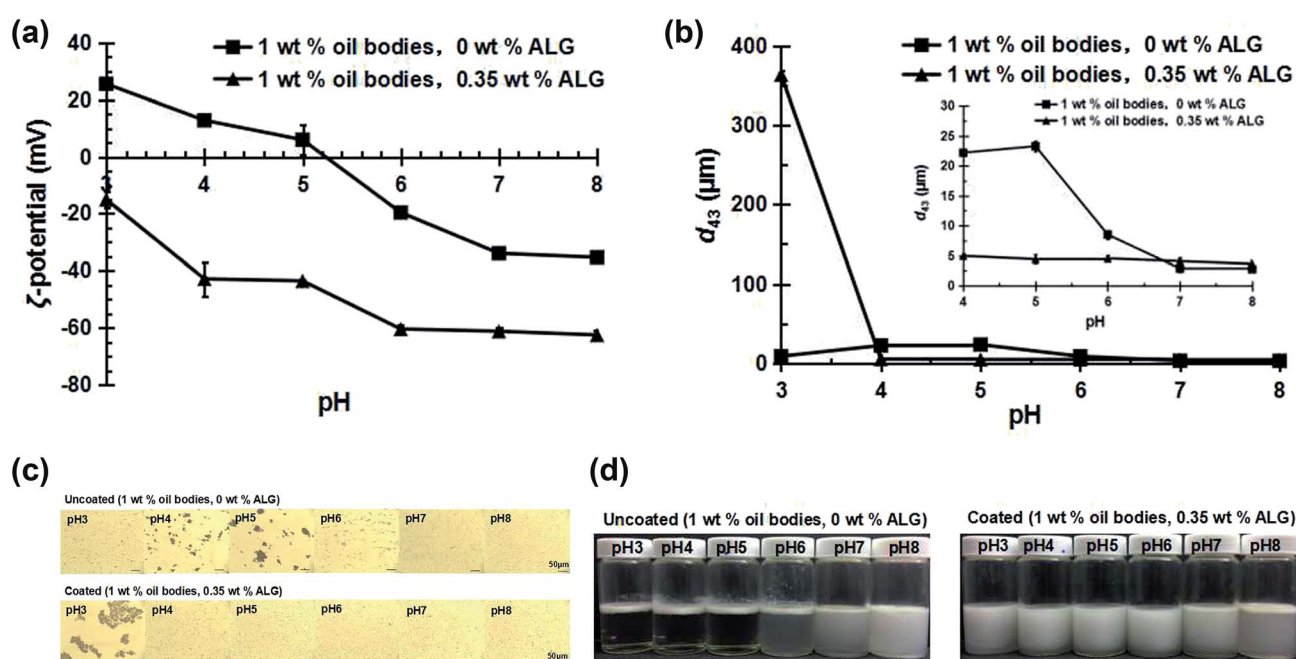 (a)
1 wt % oil bodies, 0 wt % ALG
1 wt % oil bodies, 0.35 wt % ALG
ζ-potential (mV)
40
20
0
-20
-40
-60
-80
3 4 5 6 7 8
pH
(b)
1 wt % oil bodies, 0 wt % ALG
1 wt % oil bodies, 0.35 wt % ALG
d43 (μm)
400
300
200
100
0
3 4 5 6 7 8
pH
1 wt % oil bodies, 0 wt % ALG
1 wt % oil bodies, 0.35 wt % ALG
d43 (μm)
30
25
20
15
10
5
0
4 5 6 7 8
pH
(c)
Uncoated (1 wt % oil bodies, 0 wt % ALG)
pH3 pH4 pH5 pH6 pH7 pH8
50μm
Coated (1 wt % oil bodies, 0.35 wt % ALG)
pH3 pH4 pH5 pH6 pH7 pH8
50μm
(d)
Uncoated (1 wt % oil bodies, 0 wt % ALG)
pH3 pH4 pH5 pH6 pH7 pH8
Coated (1 wt % oil bodies, 0.35 wt % ALG)
pH3 pH4 pH5 pH6 pH7 pH8